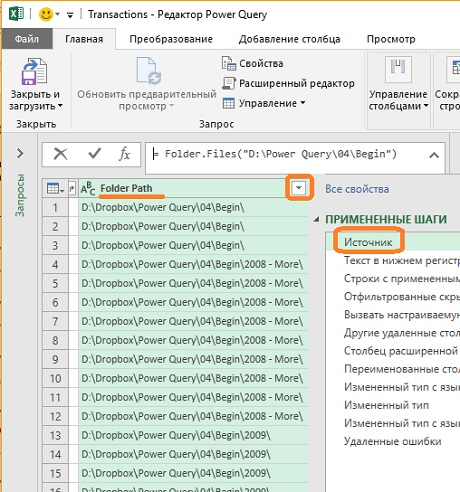 Transactions - Редактор Power Query
Файл Главная Преобразование Добавление столбца Просмотр
Закрыть и загрузить
Закрыть
Обновить предварительный просмотр
Свойства
Расширенный редактор
Управление
Запрос
Управление столбцами
Сокра
стро
Запросы
fx = Folder.Files("D:\Power Query\04\Begin")
ABC Folder Path
1 D:\Dropbox\Power Query\04\Begin\
2 D:\Dropbox\Power Query\04\Begin\
3 D:\Dropbox\Power Query\04\Begin\
4 D:\Dropbox\Power Query\04\Begin\2008 - More\
5 D:\Dropbox\Power Query\04\Begin\2008 - More\
6 D:\Dropbox\Power Query\04\Begin\2008 - More\
7 D:\Dropbox\Power Query\04\Begin\2008 - More\
8 D:\Dropbox\Power Query\04\Begin\2008 - More\
9 D:\Dropbox\Power Query\04\Begin\2008 - More\
10 D:\Dropbox\Power Query\04\Begin\2008 - More\
11 D:\Dropbox\Power Query\04\Begin\2008 - More\
12 D:\Dropbox\Power Query\04\Begin\2008 - More\
13 D:\Dropbox\Power Query\04\Begin\2009\
14 D:\Dropbox\Power Query\04\Begin\2009\
15 D:\Dropbox\Power Query\04\Begin\2009\
16 D:\Dropbox\Power Query\04\Begin\2009\
Все свойства
ПРИМЕНЕННЫЕ ШАГИ
Источник
Текст в нижнем регистр
Строки с примененным
Отфильтрованные скры
Вызвать настраиваемую
Другие удаленные стол
Столбец расширенной
Переименованные стол
Измененный тип с язы
Измененный тип
Измененный тип с язы
Удаленные ошибки